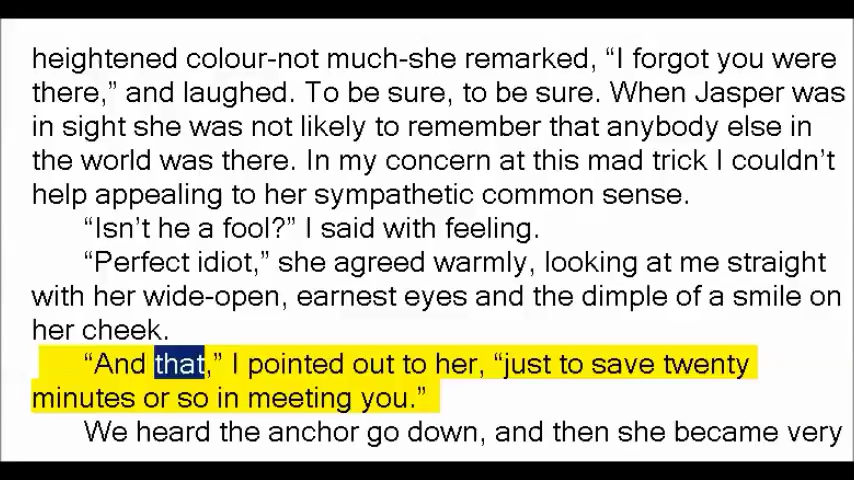 heightened colour-not much-she remarked, “I forgot you were
there,” and laughed. To be sure, to be sure. When Jasper was
in sight she was not likely to remember that anybody else in
the world was there. In my concern at this mad trick I couldn’t
help appealing to her sympathetic common sense.
“Isn’t he a fool?” I said with feeling.
“Perfect idiot,” she agreed warmly, looking at me straight
with her wide-open, earnest eyes and the dimple of a smile on
her cheek.
“And that,” I pointed out to her, “just to save twenty
minutes or so in meeting you.”
We heard the anchor go down, and then she became very